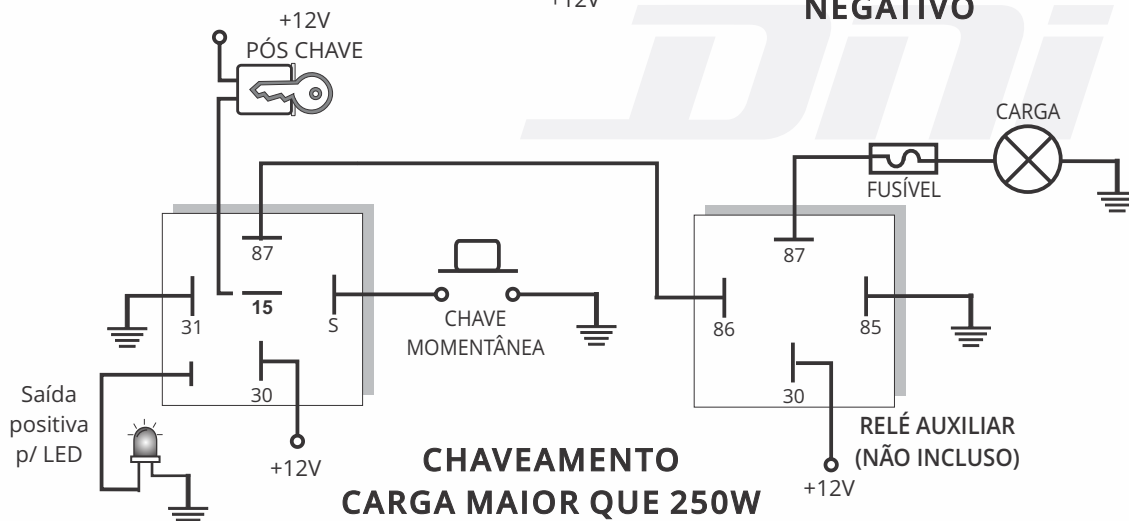 +12V
NEGATIVO
+12V
PÓS CHAVE
Dni
CARGA
FUSÍVEL
87
15
31
S
30
CHAVE
MOMENTÂNEA
87
86
85
30
Saída
positiva
p/ LED
+12V
RELÉ AUXILIAR
(NÃO INCLUSO)
+12V
CHAVEAMENTO
CARGA MAIOR QUE 250W